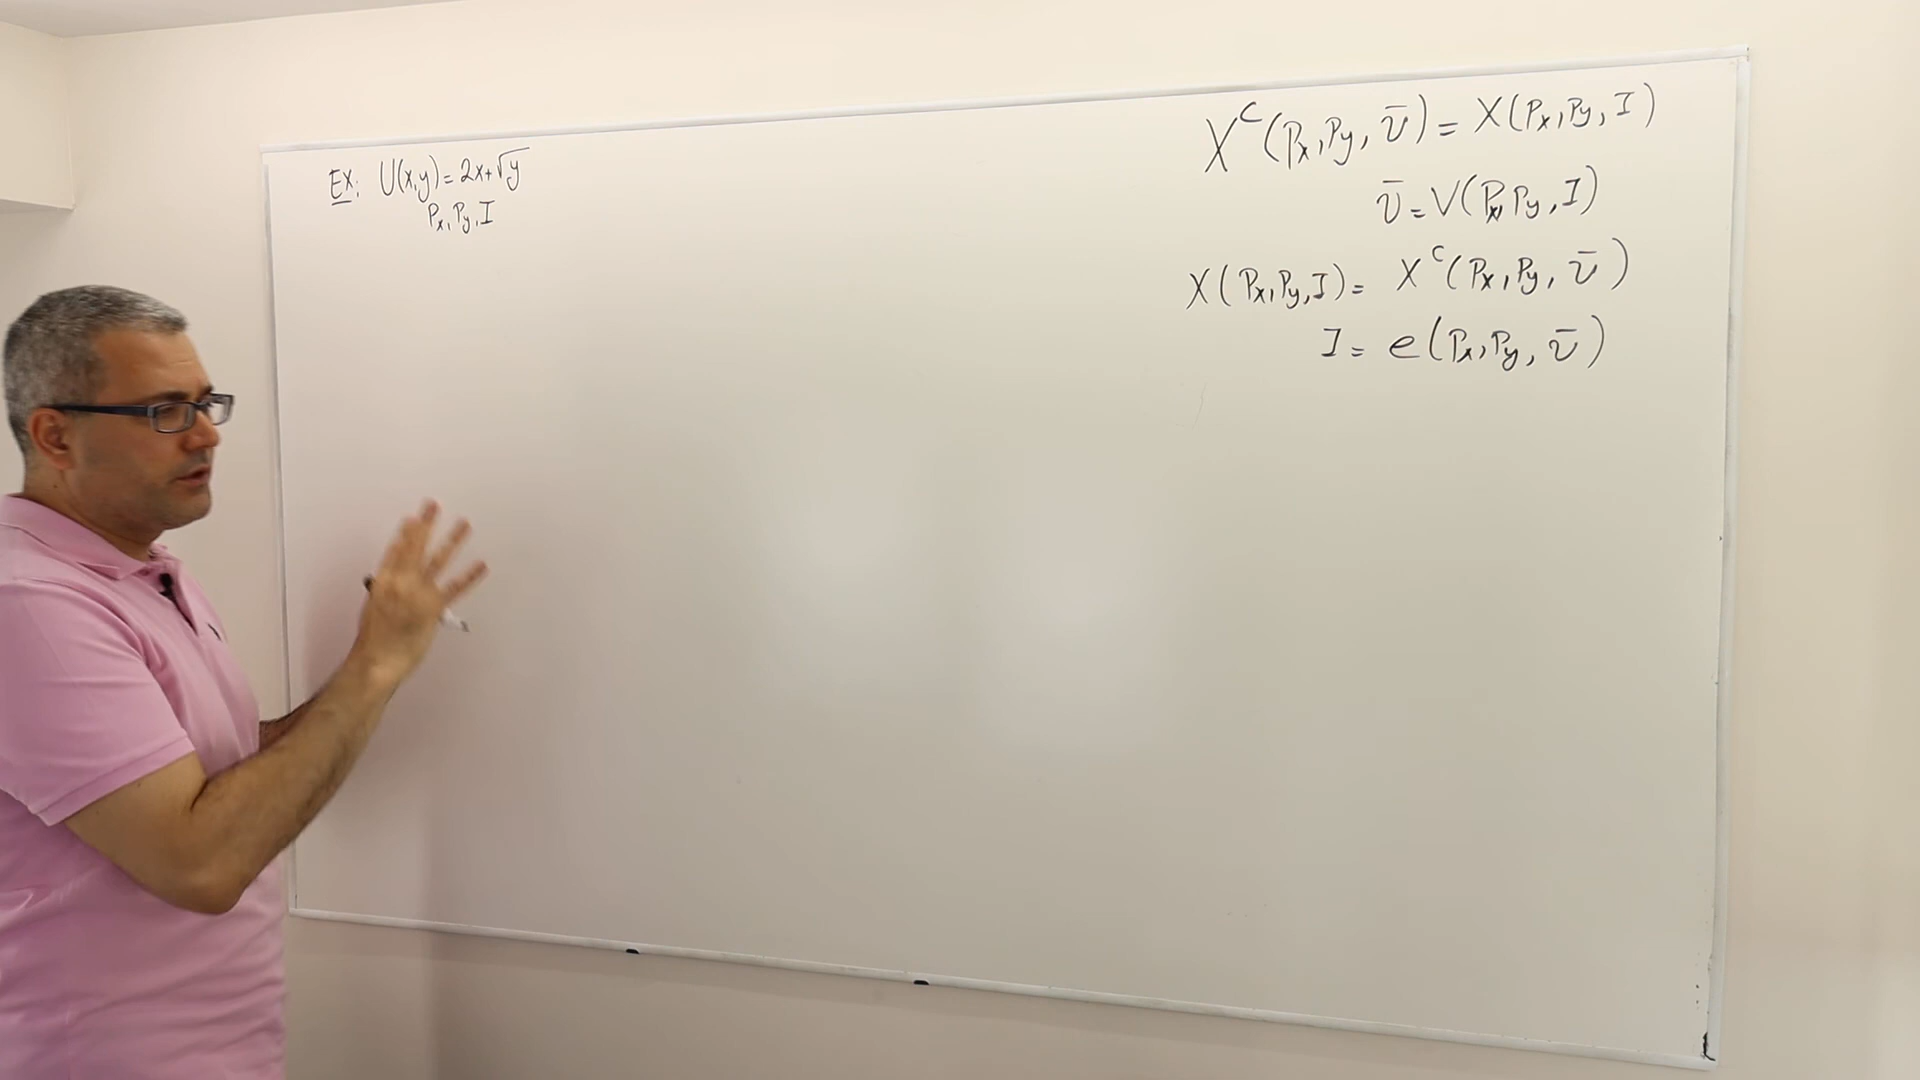 EX: U(x,y)=2x+√y
Px, Py, I
X^c(Px, Py, Ū) = X(Px, Py, I)
Ū = V(Px, Py, I)
X(Px, Py, I) = X^c(Px, Py, Ū)
I = e(Px, Py, Ū)